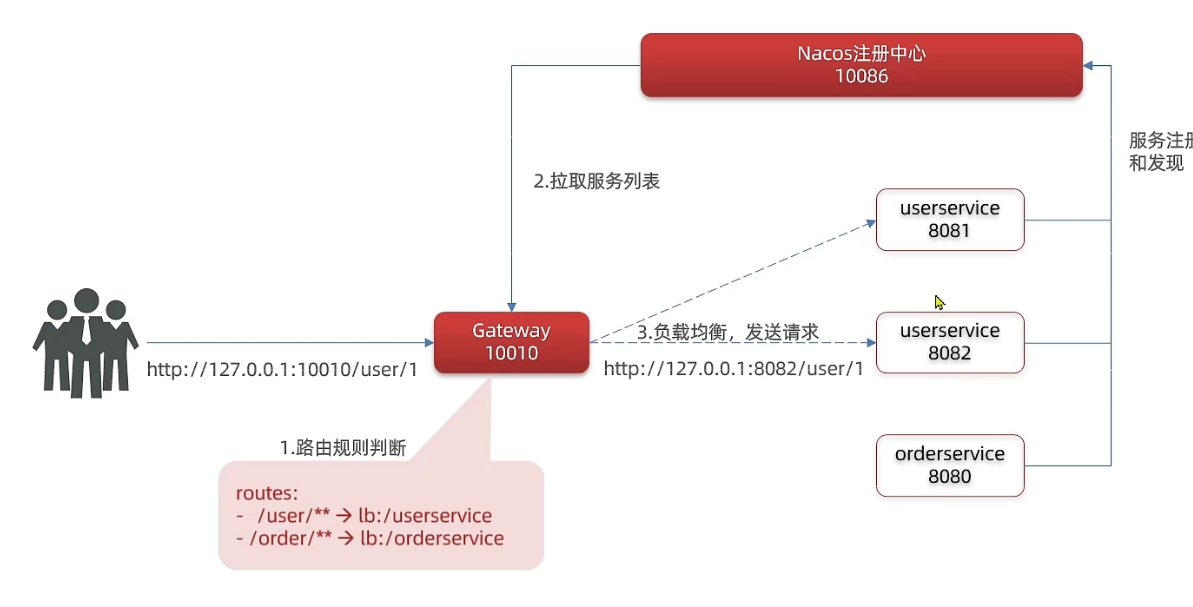 Nacos注册中心
10086
服务注册
和发现
2.拉取服务列表
userservice
8081
Gateway
10010
3.负载均衡，发送请求
userservice
8082
http://127.0.0.1:10010/user/1
http://127.0.0.1:8082/user/1
1.路由规则判断
orderservice
8080
routes:
- /user/** → lb:/userservice
- /order/** → lb:/orderservice